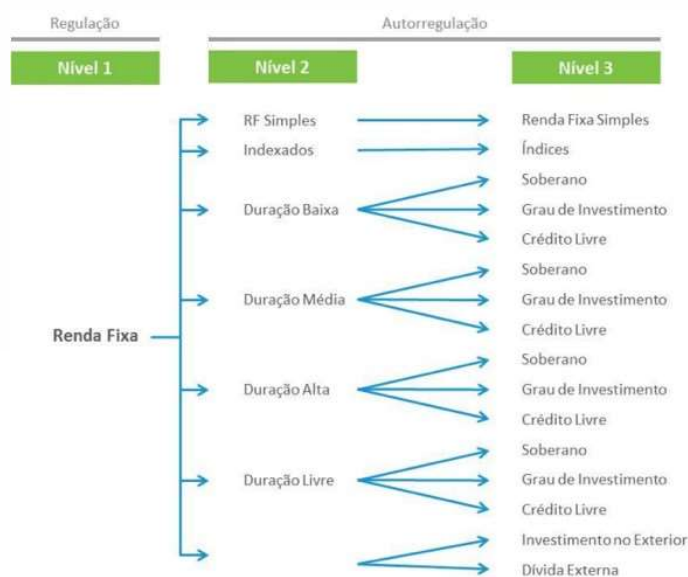 Regulação
Autorregulação
Nível 1
Nível 2
Nível 3
RF Simples
Renda Fixa Simples
Indexados
Índices
Soberano
Duração Baixa
Grau de Investimento
Crédito Livre
Soberano
Duração Média
Grau de Investimento
Crédito Livre
Renda Fixa
Soberano
Duração Alta
Grau de Investimento
Crédito Livre
Soberano
Duração Livre
Grau de Investimento
Crédito Livre
Investimento no Exterior
Dívida Externa